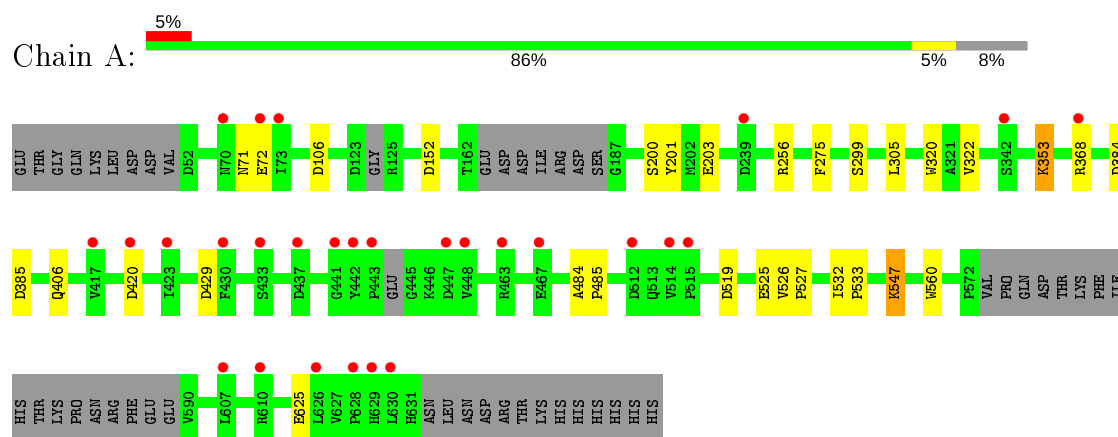 5%
Chain A:
86% 5% 8%
GLU THR GLY GLN LYS LEU ASP ASP VAL D52 N70 N71 E72 I73 D106 D123 GLY R125 D152 T162 GLU ASP ASP ILE ARG ASP SER G187 S200 Y201 M202 E203 D239 R256 F275 S299 L305 W320 A321 V322 S342 K353 R368 D384
D385 Q406 V417 D420 I423 D429 F430 S433 D437 G441 Y442 P443 GLU G445 K446 D447 V448 R463 E467 A484 P485 D512 Q513 V514 P515 D519 E525 V526 P527 I532 P533 K547 W560 P572 VAL PRO GLN ASP THR LYS PHE ILE
HIS THR LYS PRO ASN ARG PHE GLU GLU V590 L607 R610 E625 L626 V627 P628 H629 L630 H631 ASN LEU ASN ASP ARG THR LYS HIS HIS HIS HIS HIS HIS